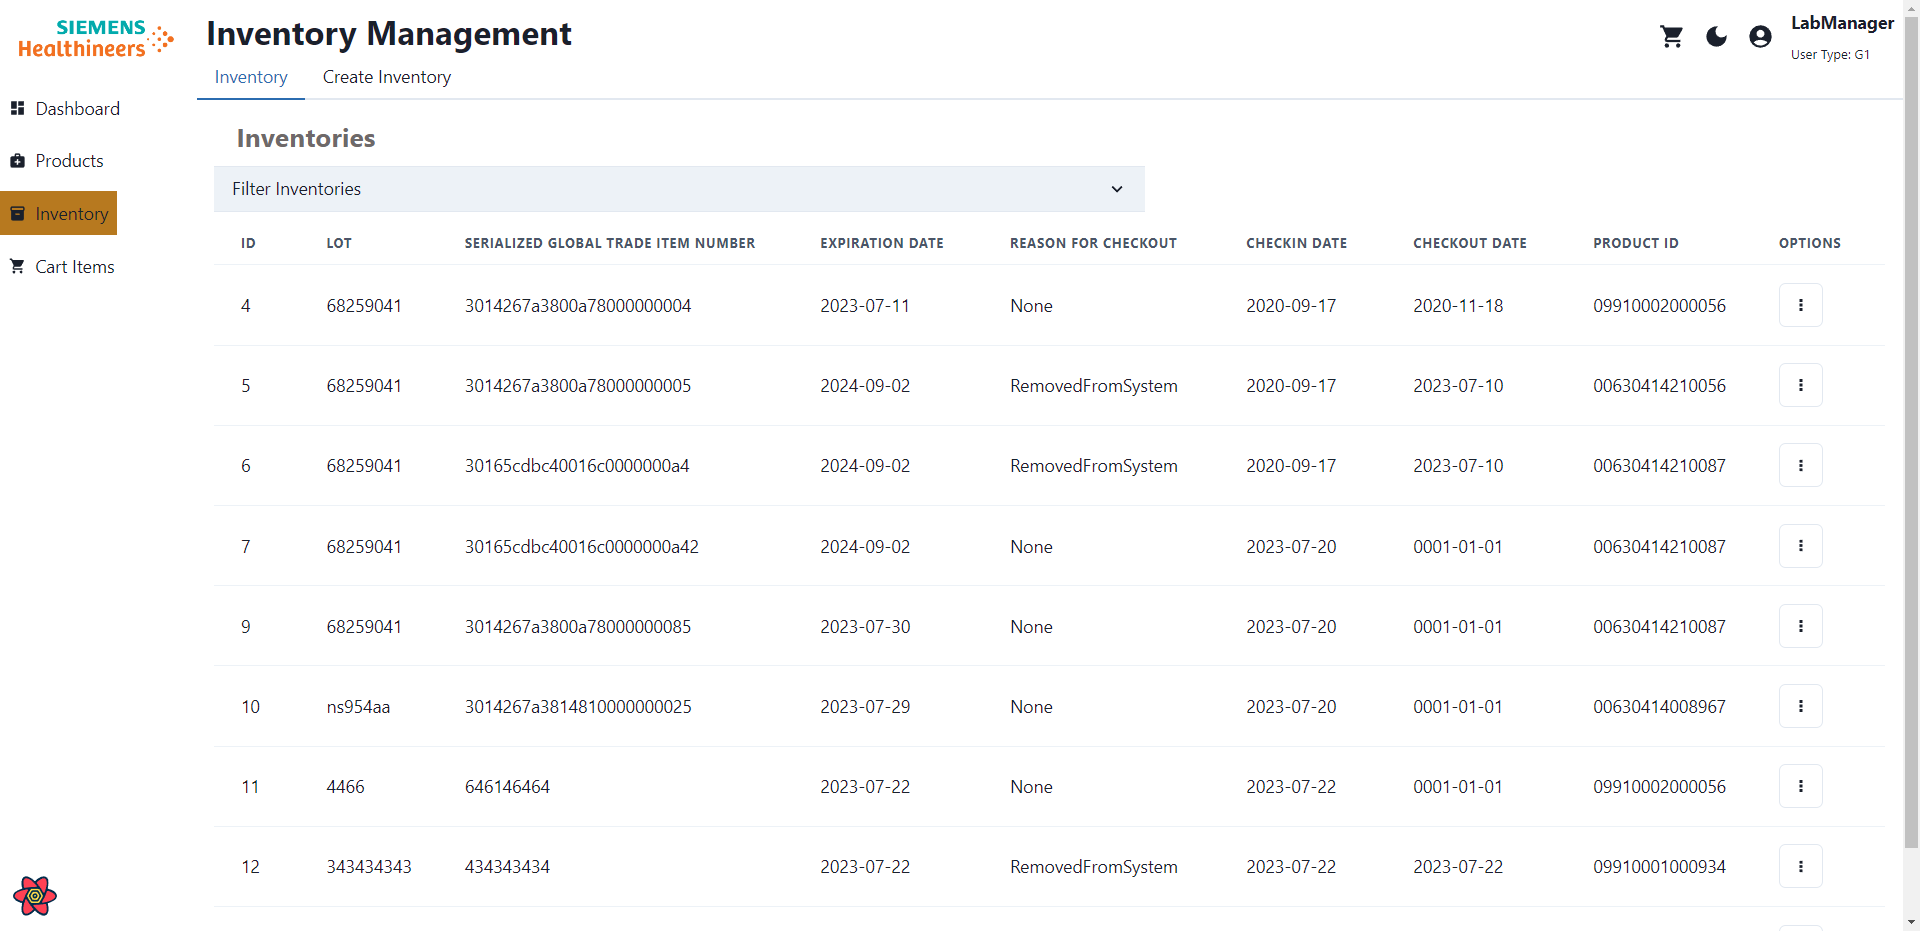 SIEMENS
Healthineers
Inventory Management
LabManager
User Type: G1
Inventory Create Inventory
Dashboard
Products
Inventory
Cart Items
Inventories
Filter Inventories
ID LOT SERIALIZED GLOBAL TRADE ITEM NUMBER EXPIRATION DATE REASON FOR CHECKOUT CHECKIN DATE CHECKOUT DATE PRODUCT ID OPTIONS
4 68259041 3014267a3800a78000000004 2023-07-11 None 2020-09-17 2020-11-18 09910002000056
5 68259041 3014267a3800a78000000005 2024-09-02 RemovedFromSystem 2020-09-17 2023-07-10 00630414210056
6 68259041 30165cdbc40016c0000000a4 2024-09-02 RemovedFromSystem 2020-09-17 2023-07-10 00630414210087
7 68259041 30165cdbc40016c0000000a42 2024-09-02 None 2023-07-20 0001-01-01 00630414210087
9 68259041 3014267a3800a78000000085 2023-07-30 None 2023-07-20 0001-01-01 00630414210087
10 ns954aa 3014267a3814810000000025 2023-07-29 None 2023-07-20 0001-01-01 00630414008967
11 4466 646146464 2023-07-22 None 2023-07-22 0001-01-01 09910002000056
12 343434343 434343434 2023-07-22 RemovedFromSystem 2023-07-22 2023-07-22 09910001000934